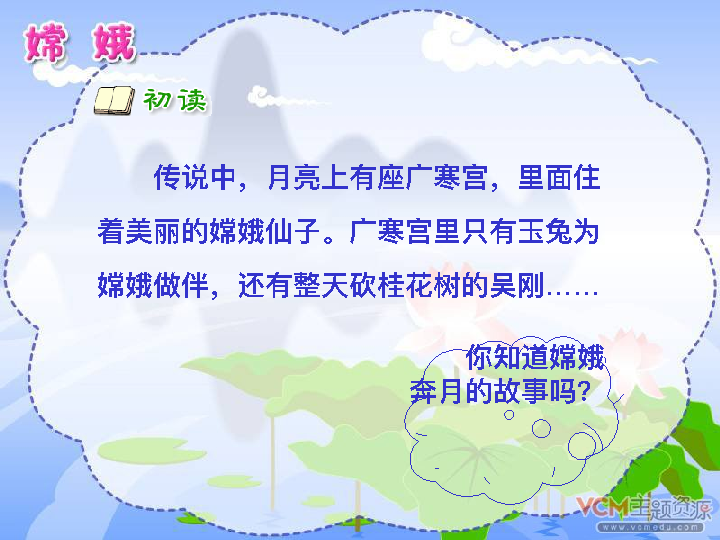 嫦 娥
初读
传说中，月亮上有座广寒宫，里面住
着美丽的嫦娥仙子。广寒宫里只有玉兔为
嫦娥做伴，还有整天砍桂花树的吴刚……
你知道嫦娥
奔月的故事吗？
VCM主题资源
www.vcmedu.com